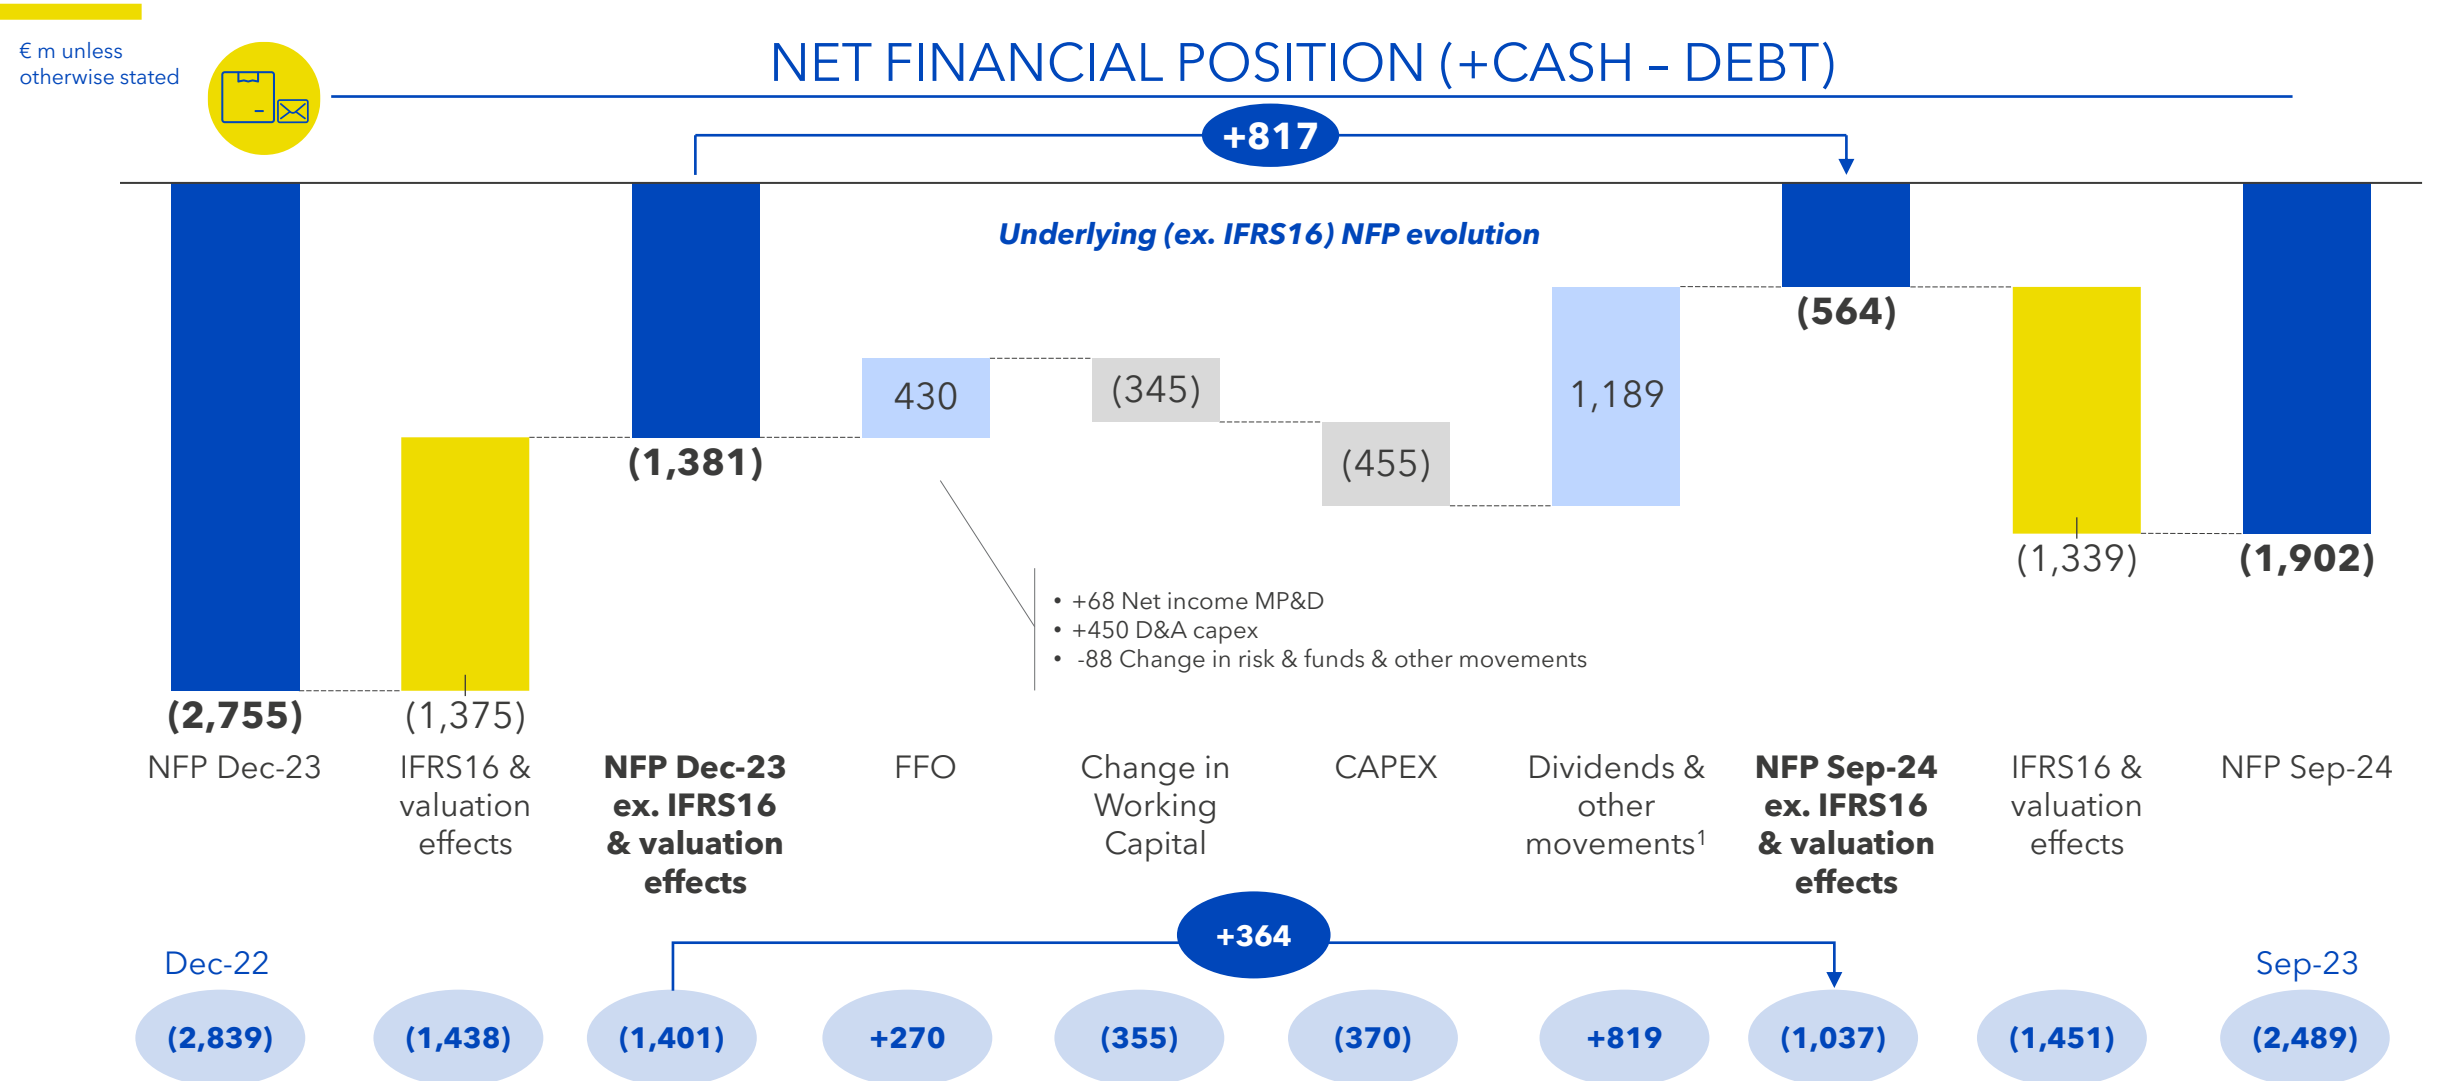 € m unless
otherwise stated
NET FINANCIAL POSITION (+CASH – DEBT)
+817
Underlying (ex. IFRS16) NFP evolution
(2,755)
(1,375)
(1,381)
430
(345)
(455)
1,189
(564)
(1,339)
(1,902)
• +68 Net income MP&D
• +450 D&A capex
• -88 Change in risk & funds & other movements
NFP Dec-23
IFRS16 &
valuation
effects
NFP Dec-23
ex. IFRS16
& valuation
effects
FFO
Change in
Working
Capital
CAPEX
Dividends &
other
movements¹
NFP Sep-24
ex. IFRS16
& valuation
effects
IFRS16 &
valuation
effects
NFP Sep-24
+364
Dec-22
Sep-23
(2,839)
(1,438)
(1,401)
+270
(355)
(370)
+819
(1,037)
(1,451)
(2,489)